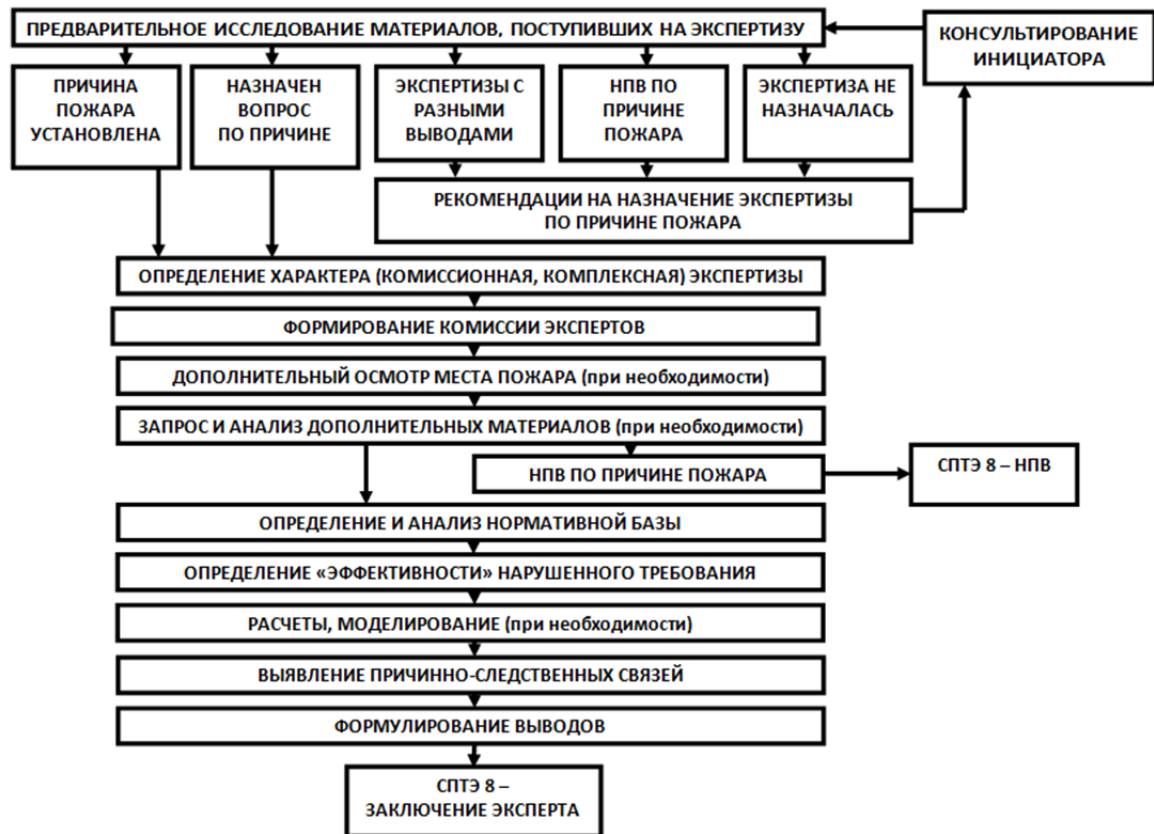 ПРЕДВАРИТЕЛЬНОЕ ИССЛЕДОВАНИЕ МАТЕРИАЛОВ, ПОСТУПИВШИХ НА ЭКСПЕРТИЗУ
КОНСУЛЬТИРОВАНИЕ
ИНИЦИАТОРА
ПРИЧИНА
ПОЖАРА
УСТАНОВЛЕНА
НАЗНАЧЕН
ВОПРОС
ПО ПРИЧИНЕ
ЭКСПЕРТИЗЫ С
РАЗНЫМИ
ВЫВОДАМИ
НПВ ПО
ПРИЧИНЕ
ПОЖАРА
ЭКСПЕРТИЗА НЕ
НАЗНАЧАЛАСЬ
РЕКОМЕНДАЦИИ НА НАЗНАЧЕНИЕ ЭКСПЕРТИЗЫ
ПО ПРИЧИНЕ ПОЖАРА
ОПРЕДЕЛЕНИЕ ХАРАКТЕРА (КОМИССИОННАЯ, КОМПЛЕКСНАЯ) ЭКСПЕРТИЗЫ
ФОРМИРОВАНИЕ КОМИССИИ ЭКСПЕРТОВ
ДОПОЛНИТЕЛЬНЫЙ ОСМОТР МЕСТА ПОЖАРА (при необходимости)
ЗАПРОС И АНАЛИЗ ДОПОЛНИТЕЛЬНЫХ МАТЕРИАЛОВ (при необходимости)
НПВ ПО ПРИЧИНЕ ПОЖАРА
СПТЭ 8 – НПВ
ОПРЕДЕЛЕНИЕ И АНАЛИЗ НОРМАТИВНОЙ БАЗЫ
ОПРЕДЕЛЕНИЕ «ЭФФЕКТИВНОСТИ» НАРУШЕННОГО ТРЕБОВАНИЯ
РАСЧЕТЫ, МОДЕЛИРОВАНИЕ (при необходимости)
ВЫЯВЛЕНИЕ ПРИЧИННО-СЛЕДСТВЕННЫХ СВЯЗЕЙ
ФОРМУЛИРОВАНИЕ ВЫВОДОВ
СПТЭ 8 –
ЗАКЛЮЧЕНИЕ ЭКСПЕРТА